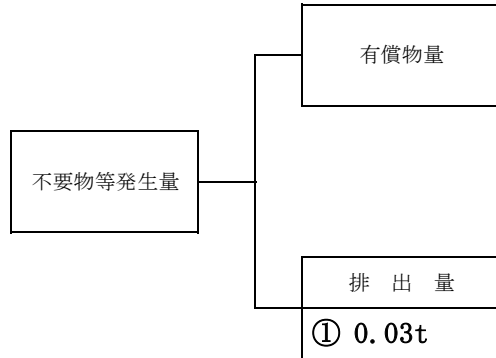 有償物量
不要物等発生量
排 出 量
① 0.03t